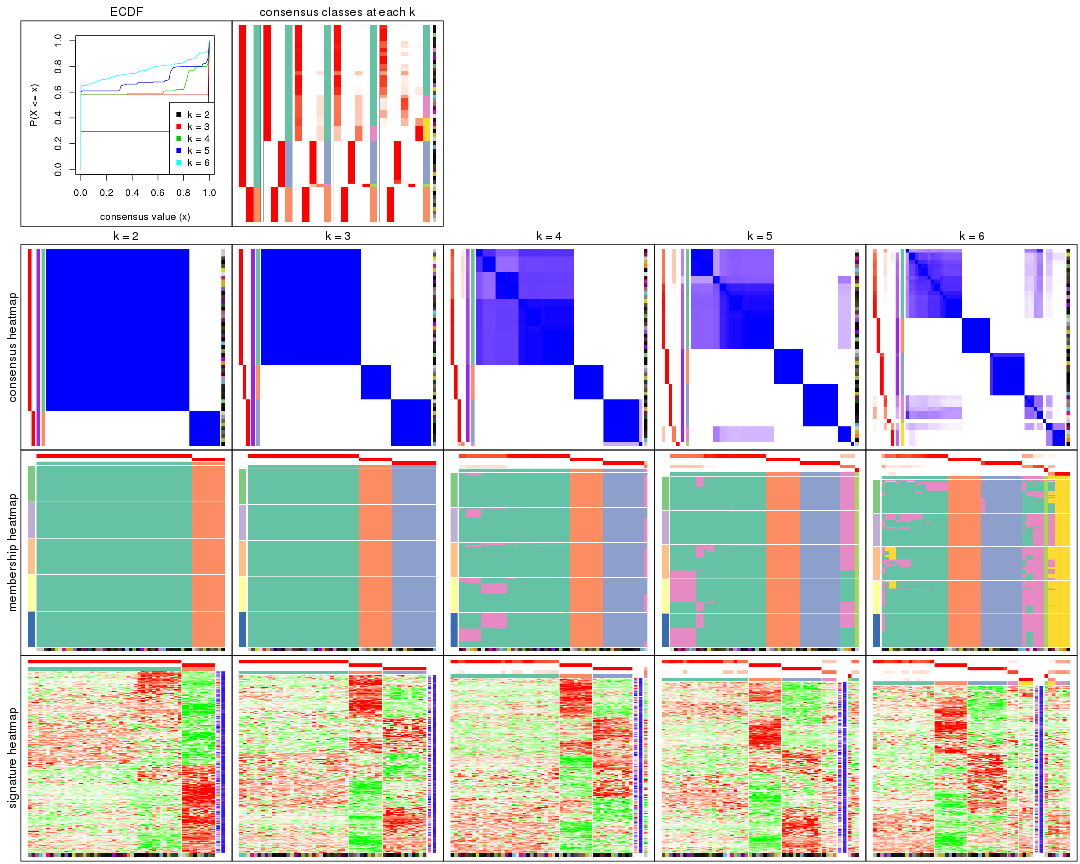 ECDF
consensus classes at each k
P(X <= x)
1.0
0.8
0.6
0.4
0.2
0.0
k = 2
k = 3
k = 4
k = 5
k = 6
0.0 0.2 0.4 0.6 0.8 1.0
consensus value (x)
k = 2
k = 3
k = 4
k = 5
k = 6
consensus heatmap
membership heatmap
signature heatmap